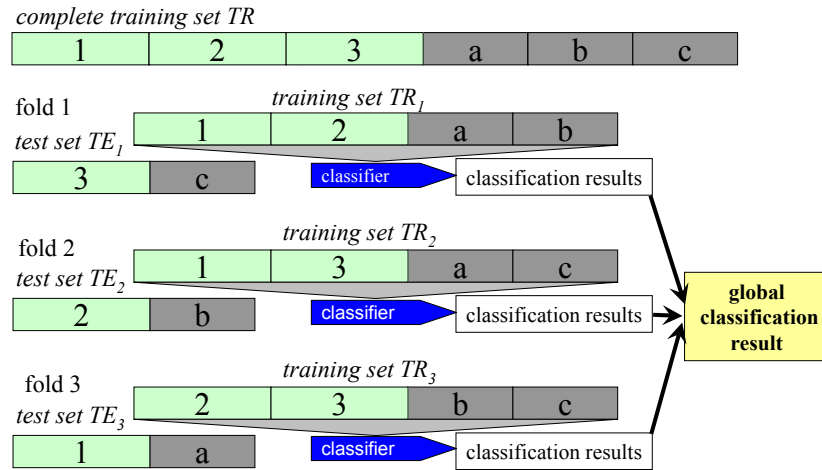 complete training set TR
1 2 3 a b c
fold 1
training set TR₁
1 2 a b
test set TE₁
3 c
classifier
classification results
fold 2
training set TR₂
1 3 a c
test set TE₂
2 b
classifier
classification results
global
classification
result
fold 3
training set TR₃
2 3 b c
test set TE₃
1 a
classifier
classification results